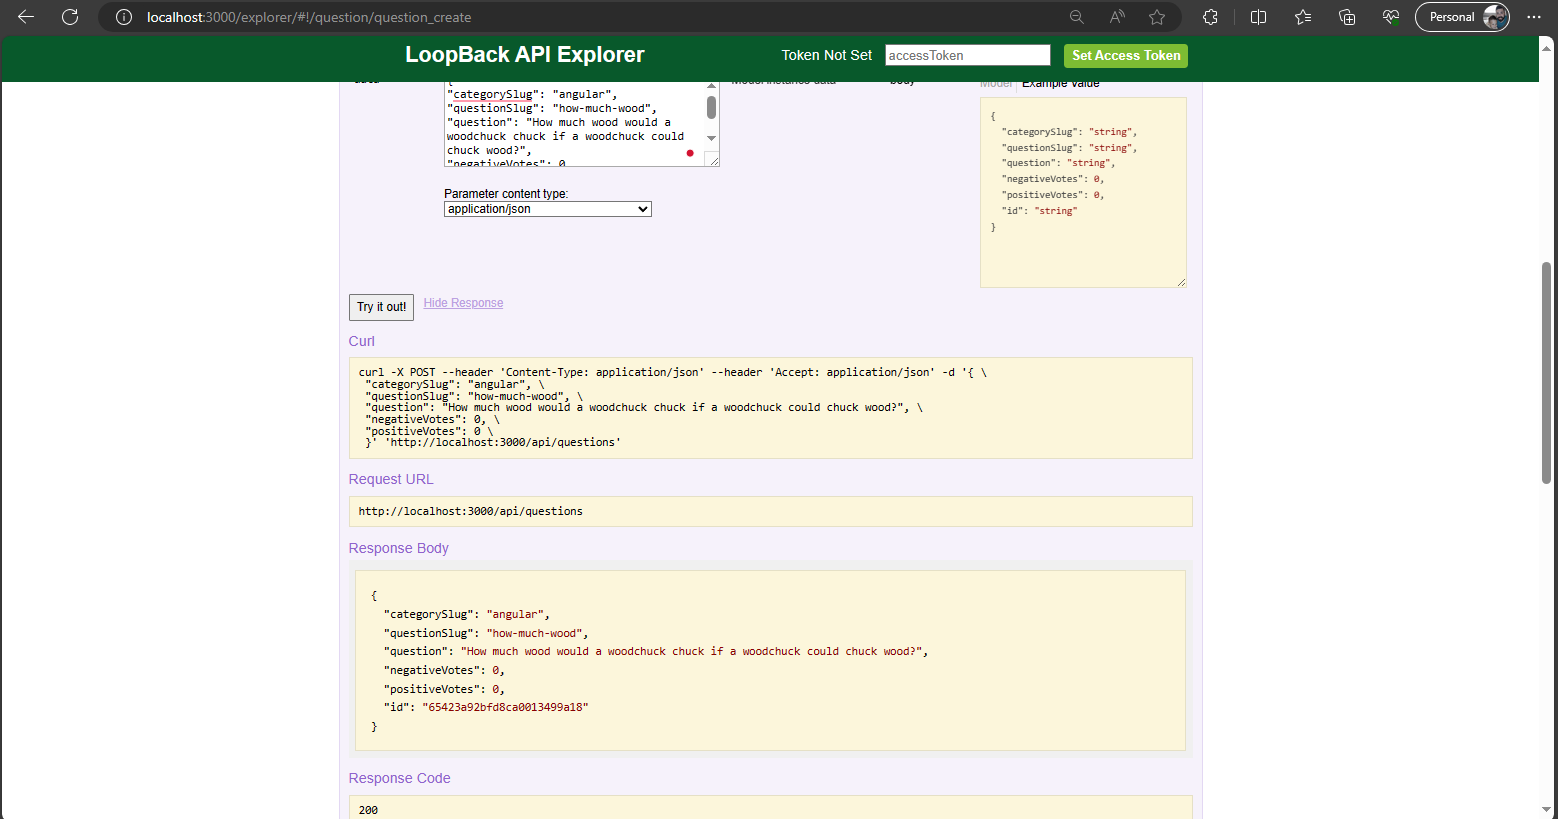 localhost:3000/explorer/#!/question/question_create
Personal
LoopBack API Explorer
Token Not Set
accessToken
Set Access Token
{
"categorySlug": "angular",
"questionSlug": "how-much-wood",
"question": "How much wood would a
woodchuck chuck if a woodchuck could
chuck wood?",
"negativeVotes": 0
Parameter content type:
application/json
body
Model
Example Value
{
"categorySlug": "string",
"questionSlug": "string",
"question": "string",
"negativeVotes": 0,
"positiveVotes": 0,
"id": "string"
}
Try it out!
Hide Response
Curl
curl -X POST --header 'Content-Type: application/json' --header 'Accept: application/json' -d '{ \
"categorySlug": "angular", \
"questionSlug": "how-much-wood", \
"question": "How much wood would a woodchuck chuck if a woodchuck could chuck wood?", \
"negativeVotes": 0, \
"positiveVotes": 0 \
}' 'http://localhost:3000/api/questions'
Request URL
http://localhost:3000/api/questions
Response Body
{
"categorySlug": "angular",
"questionSlug": "how-much-wood",
"question": "How much wood would a woodchuck chuck if a woodchuck could chuck wood?",
"negativeVotes": 0,
"positiveVotes": 0,
"id": "65423a92bfd8ca0013499a18"
}
Response Code
200